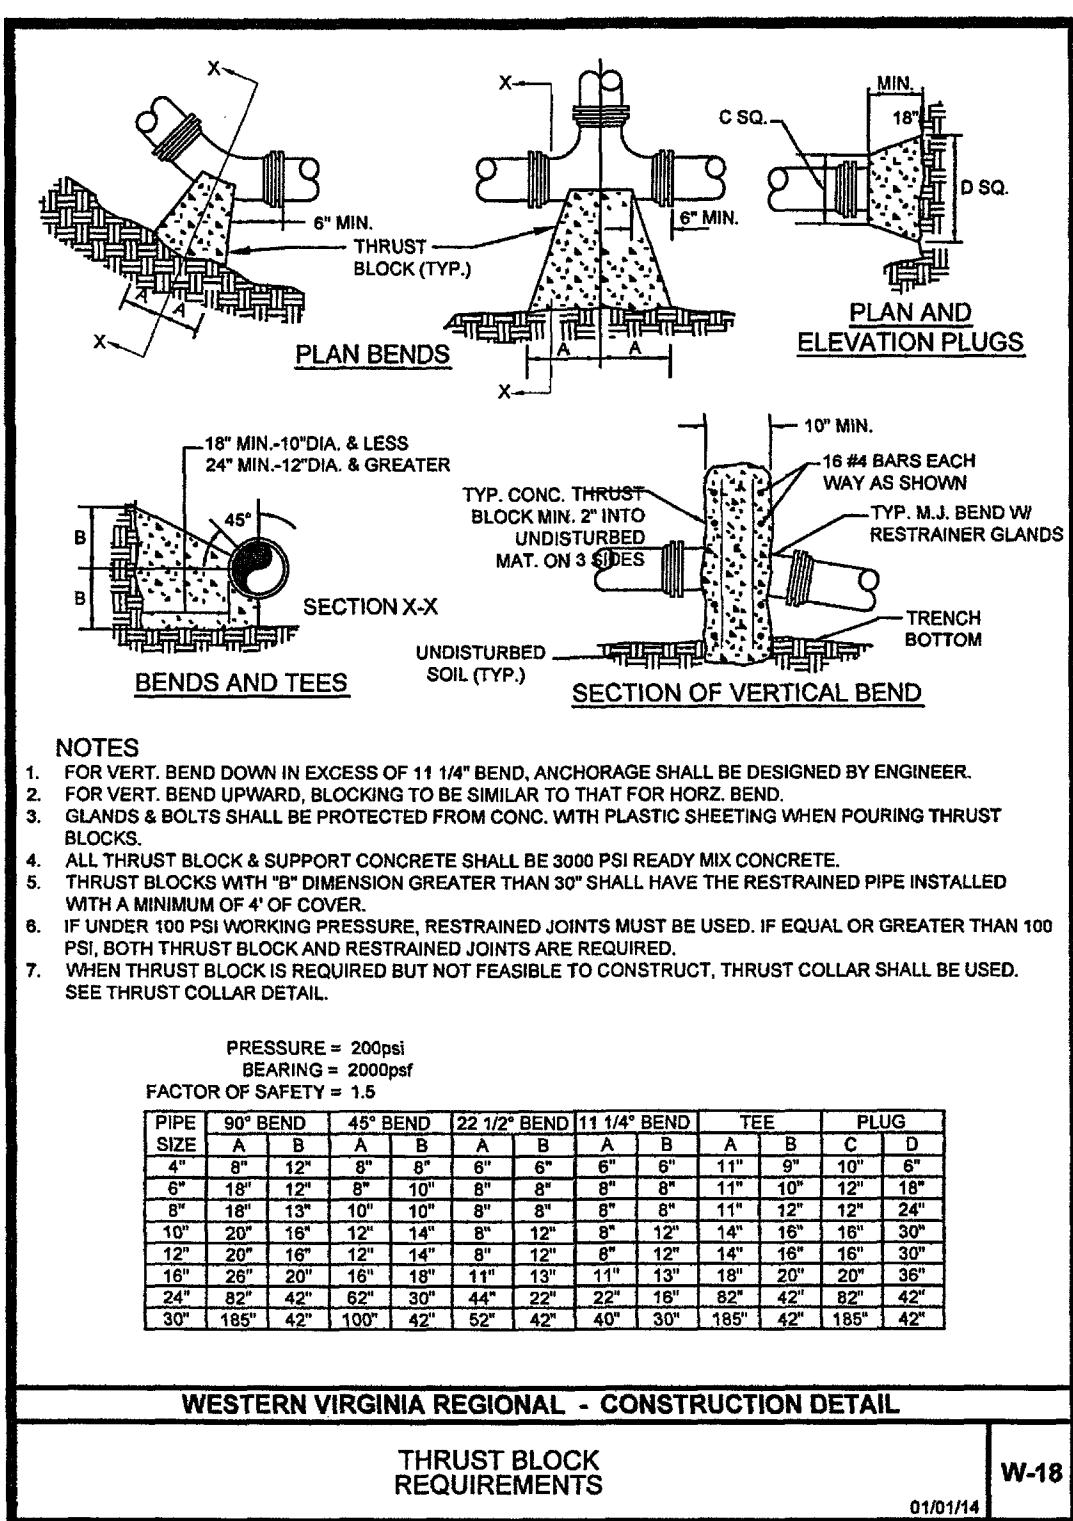 X
6" MIN.
THRUST
BLOCK (TYP.)
A
A
X
PLAN BENDS
X
6" MIN.
A
A
X
MIN.
18"
C SQ.
D SQ.
PLAN AND
ELEVATION PLUGS
18" MIN.-10"DIA. & LESS
24" MIN.-12"DIA. & GREATER
45°
B
B
SECTION X-X
BENDS AND TEES
10" MIN.
16 #4 BARS EACH
WAY AS SHOWN
TYP. CONC. THRUST
BLOCK MIN. 2" INTO
UNDISTURBED
MAT. ON 3 SIDES
TYP. M.J. BEND W/
RESTRAINER GLANDS
TRENCH
BOTTOM
UNDISTURBED
SOIL (TYP.)
SECTION OF VERTICAL BEND
NOTES
1. FOR VERT. BEND DOWN IN EXCESS OF 11 1/4" BEND, ANCHORAGE SHALL BE DESIGNED BY ENGINEER.
2. FOR VERT. BEND UPWARD, BLOCKING TO BE SIMILAR TO THAT FOR HORZ. BEND.
3. GLANDS & BOLTS SHALL BE PROTECTED FROM CONC. WITH PLASTIC SHEETING WHEN POURING THRUST
BLOCKS.
4. ALL THRUST BLOCK & SUPPORT CONCRETE SHALL BE 3000 PSI READY MIX CONCRETE.
5. THRUST BLOCKS WITH "B" DIMENSION GREATER THAN 30" SHALL HAVE THE RESTRAINED PIPE INSTALLED
WITH A MINIMUM OF 4' OF COVER.
6. IF UNDER 100 PSI WORKING PRESSURE, RESTRAINED JOINTS MUST BE USED. IF EQUAL OR GREATER THAN 100
PSI, BOTH THRUST BLOCK AND RESTRAINED JOINTS ARE REQUIRED.
7. WHEN THRUST BLOCK IS REQUIRED BUT NOT FEASIBLE TO CONSTRUCT, THRUST COLLAR SHALL BE USED.
SEE THRUST COLLAR DETAIL.
PRESSURE = 200psi
BEARING = 2000psf
FACTOR OF SAFETY = 1.5
PIPE 90° BEND 45° BEND 22 1/2° BEND 11 1/4° BEND TEE PLUG
SIZE A B A B A B A B A B C D
4" 8" 12" 8" 8" 6" 6" 6" 6" 11" 9" 10" 6"
6" 18" 12" 8" 10" 8" 8" 8" 8" 11" 10" 12" 18"
8" 18" 13" 10" 10" 8" 8" 8" 8" 11" 12" 12" 24"
10" 20" 16" 12" 14" 8" 12" 8" 12" 14" 16" 16" 30"
12" 20" 16" 12" 14" 8" 12" 8" 12" 14" 16" 16" 30"
16" 26" 20" 16" 18" 11" 13" 11" 13" 18" 20" 20" 36"
24" 82" 42" 62" 30" 44" 22" 22" 16" 82" 42" 82" 42"
30" 185" 42" 100" 42" 52" 42" 40" 30" 185" 42" 185" 42"
WESTERN VIRGINIA REGIONAL - CONSTRUCTION DETAIL
THRUST BLOCK
REQUIREMENTS
W-18
01/01/14